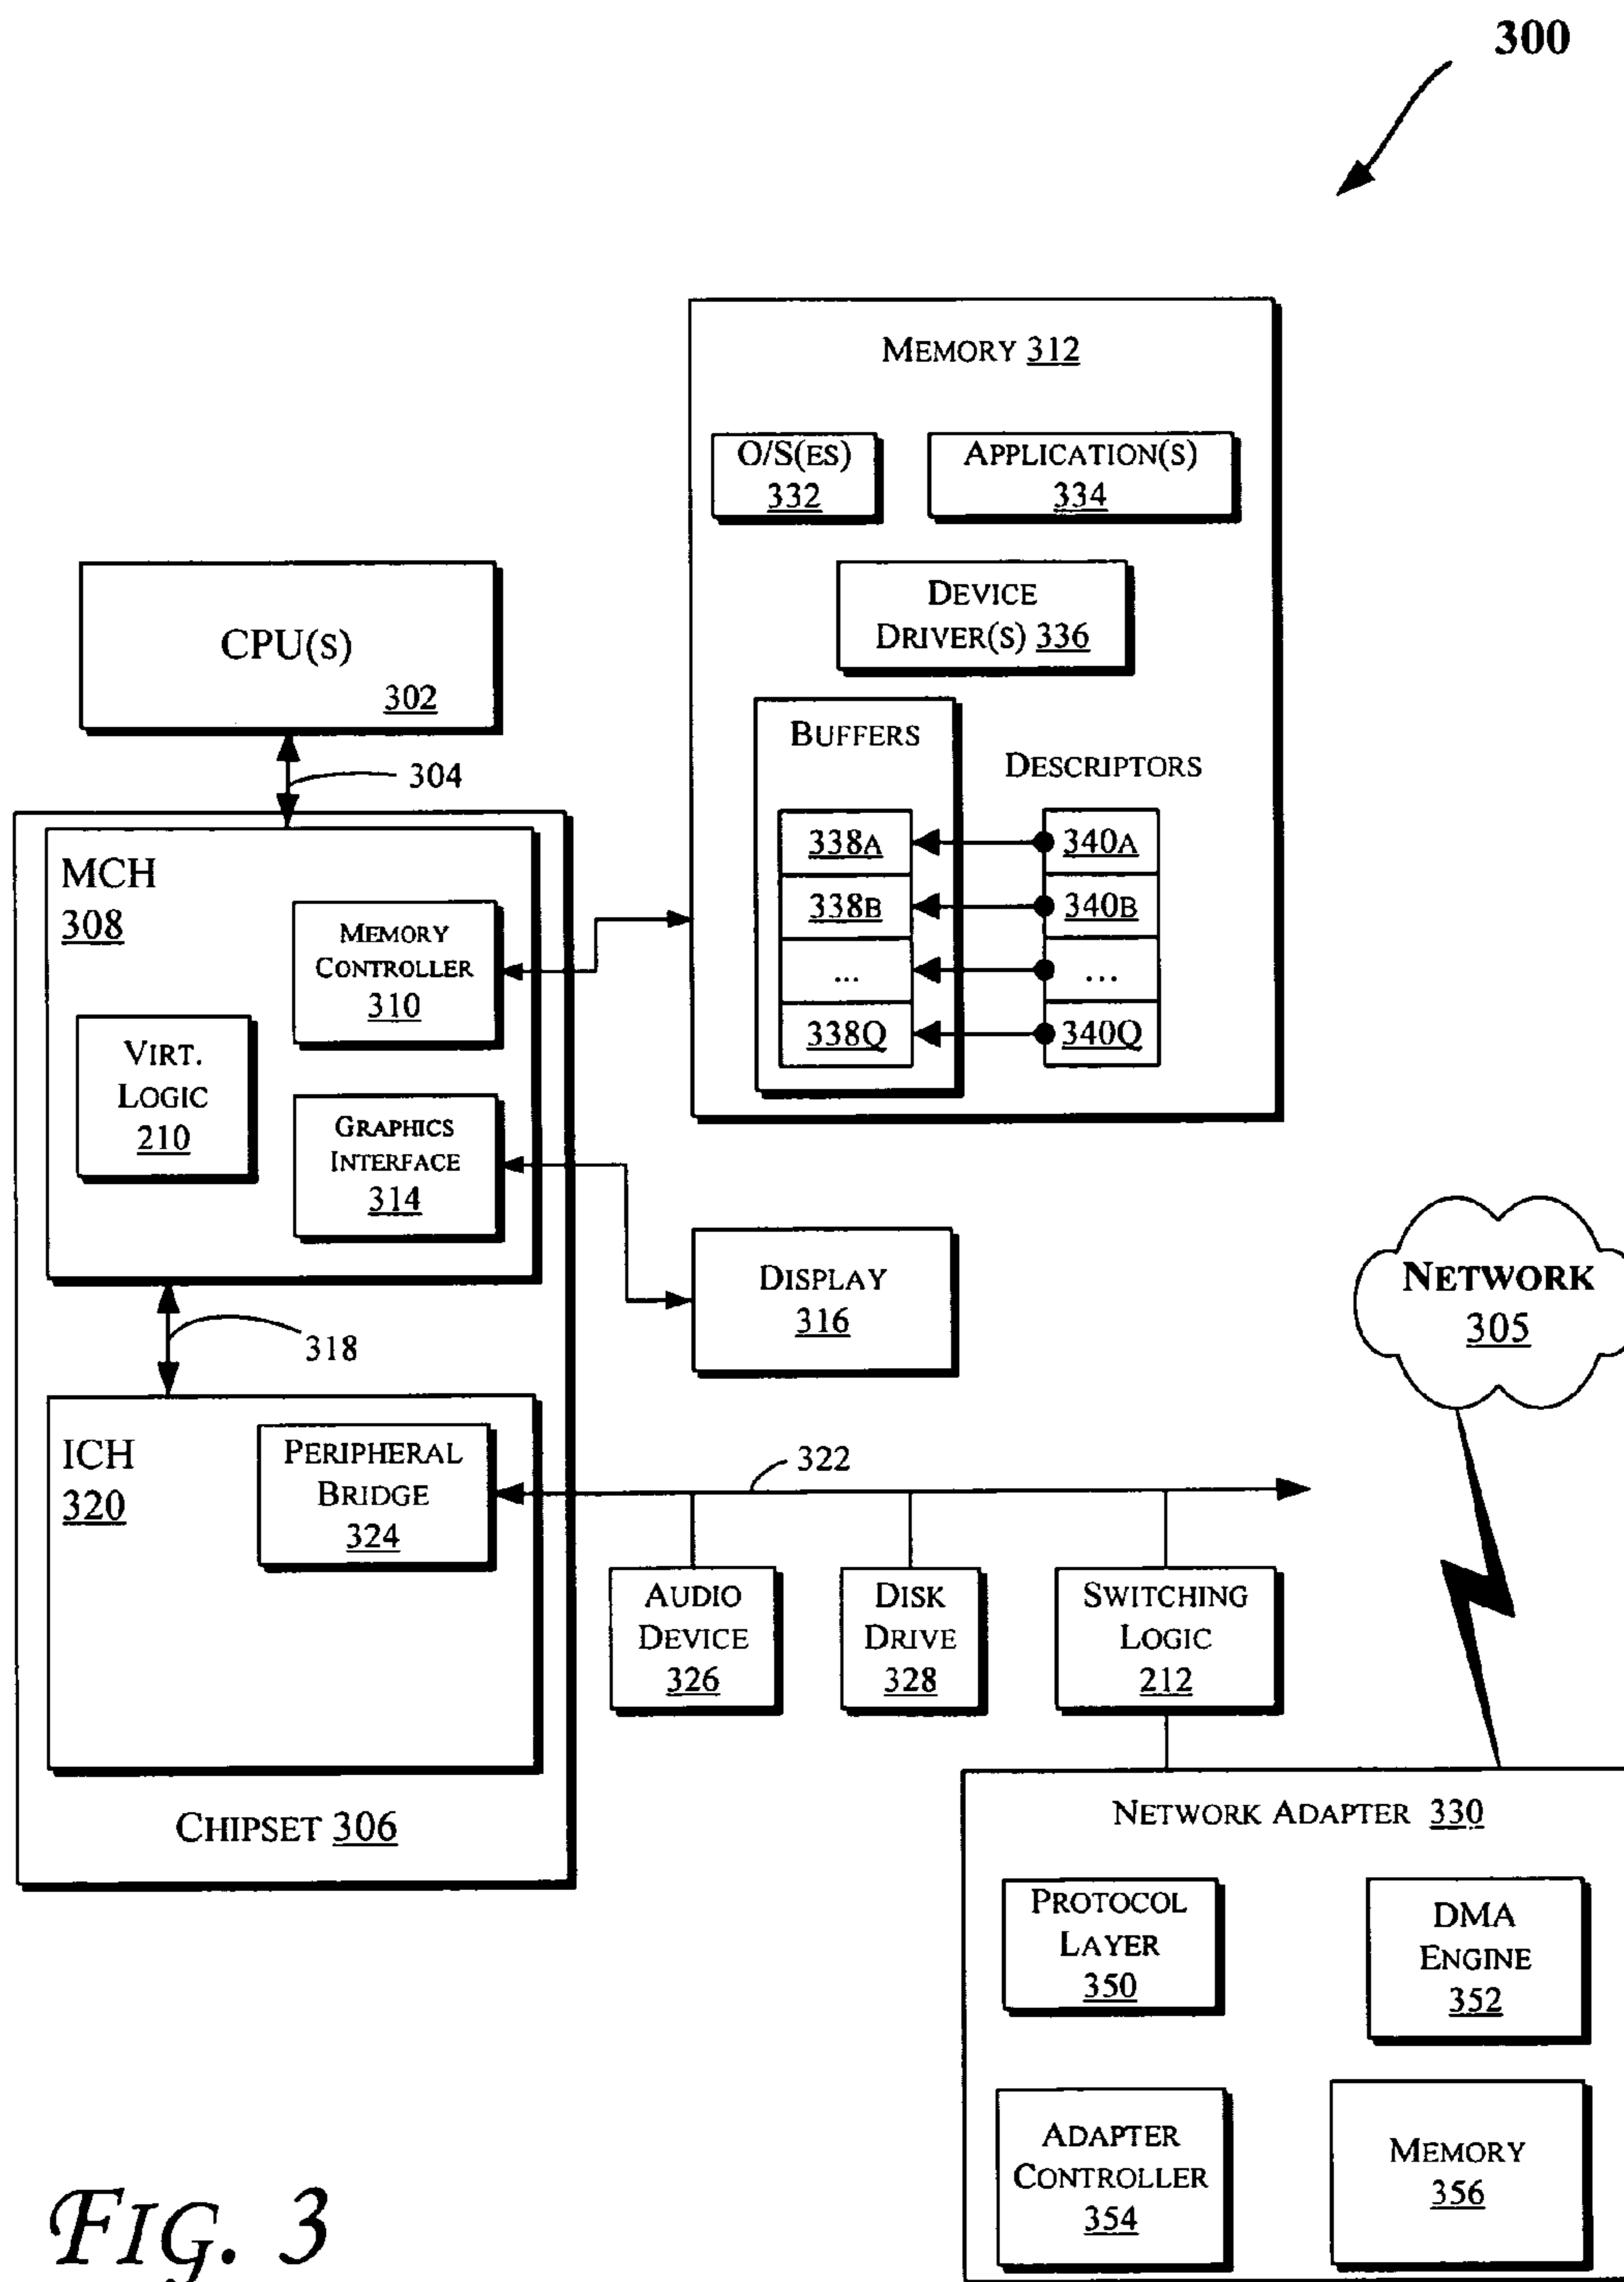 300
MEMORY 312
O/S(ES)
332
APPLICATION(S)
334
DEVICE
DRIVER(S) 336
BUFFERS
DESCRIPTORS
338A
340A
338B
340B
...
...
338Q
340Q
CPU(S)
302
304
MCH
308
MEMORY
CONTROLLER
310
VIRT.
LOGIC
210
GRAPHICS
INTERFACE
314
DISPLAY
316
NETWORK
305
318
ICH
320
PERIPHERAL
BRIDGE
324
322
AUDIO
DEVICE
326
DISK
DRIVE
328
SWITCHING
LOGIC
212
CHIPSET 306
NETWORK ADAPTER 330
PROTOCOL
LAYER
350
DMA
ENGINE
352
ADAPTER
CONTROLLER
354
MEMORY
356
FIG. 3